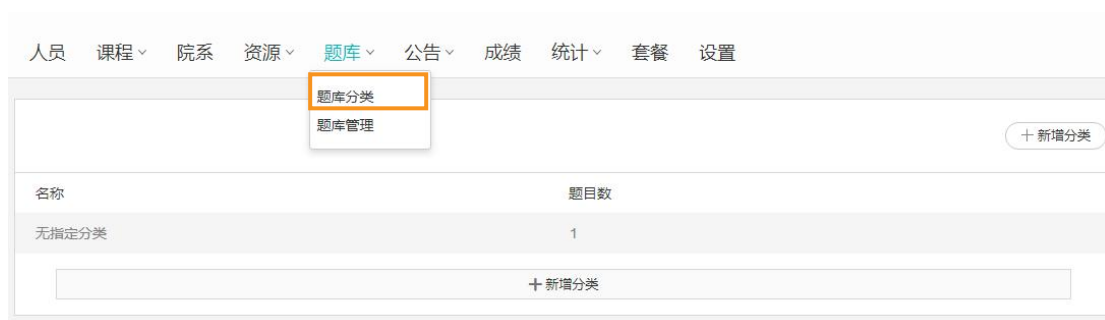 人员 课程 院系 资源 题库 公告 成绩 统计 套餐 设置
题库分类
题库管理
+ 新增分类
名称 题目数
无指定分类 1
+ 新增分类